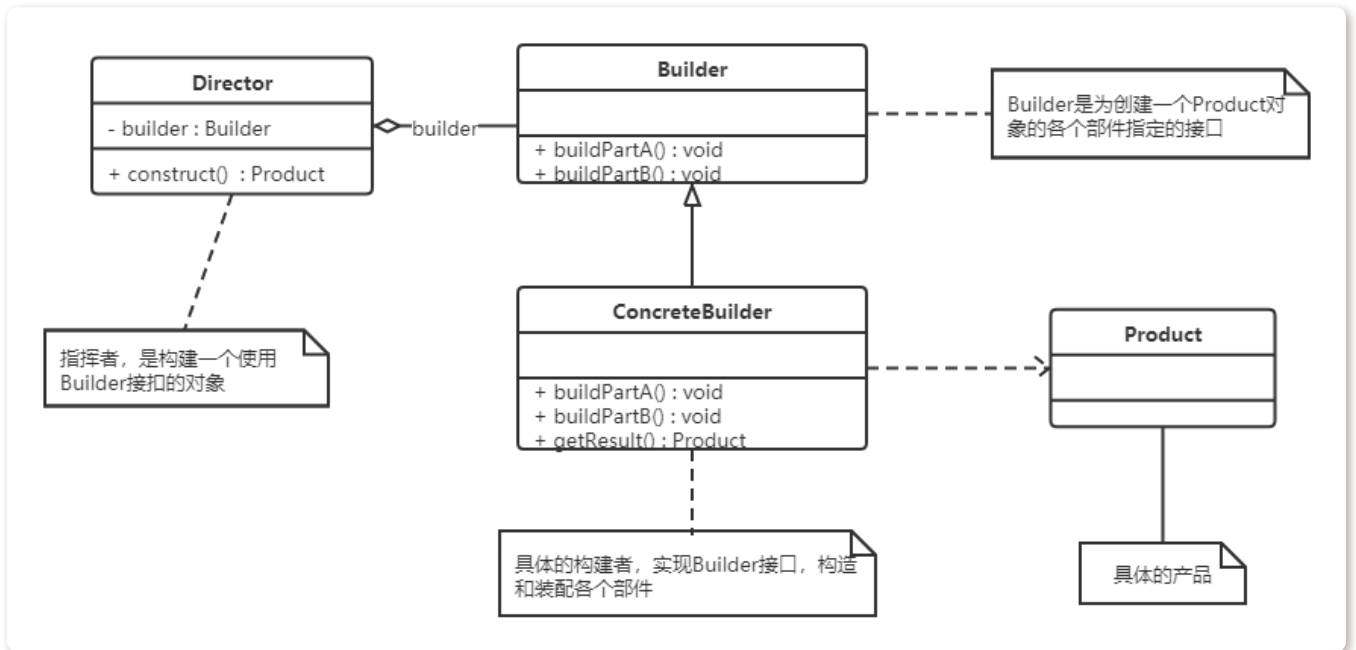 Director
- builder : Builder
+ construct()  : Product
builder
Builder
+ buildPartA() : void
+ buildPartB() : void
Builder是为创建一个Product对
象的各个部件指定的接口
指挥者，是构建一个使用
Builder接扣的对象
ConcreteBuilder
+ buildPartA() : void
+ buildPartB() : void
+ getResult() : Product
Product
具体的构建者，实现Builder接口，构造
和装配各个部件
具体的产品